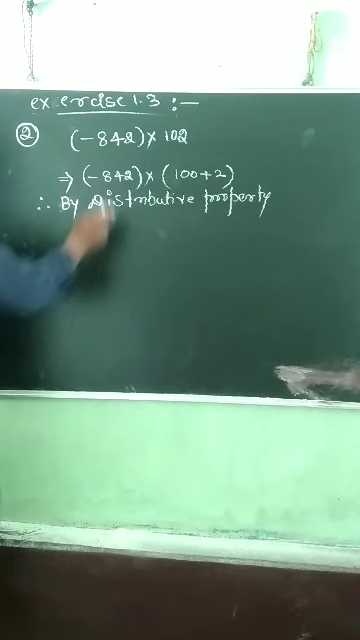 exercise 1.3 :-
② (-842) × 102
⇒ (-842) × (100+2)
∴ By Distributive property